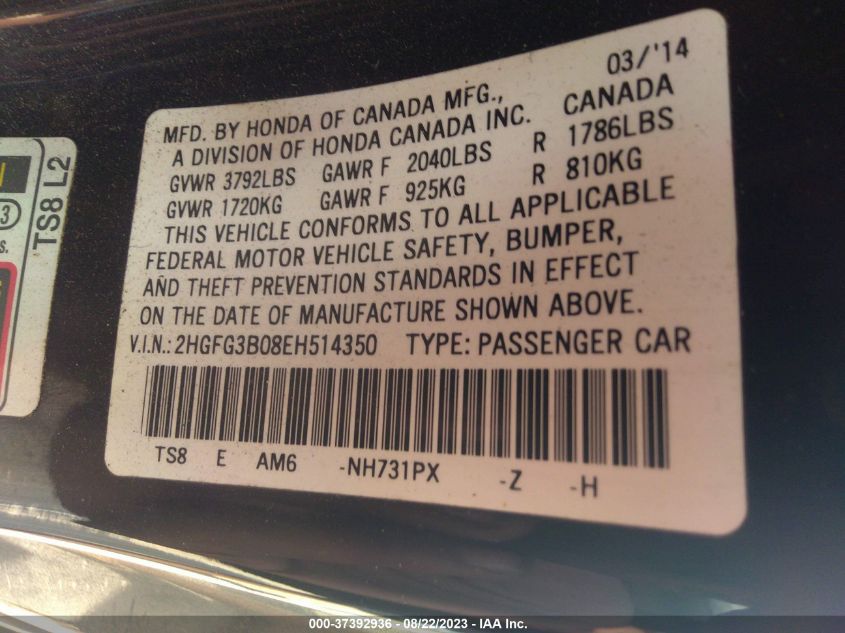 03/'14
MFD. BY HONDA OF CANADA MFG.,
A DIVISION OF HONDA CANADA INC. CANADA
GVWR 3792LBS GAWR F 2040LBS R 1786LBS
GVWR 1720KG GAWR F 925KG R 810KG
THIS VEHICLE CONFORMS TO ALL APPLICABLE
FEDERAL MOTOR VEHICLE SAFETY, BUMPER,
AND THEFT PREVENTION STANDARDS IN EFFECT
ON THE DATE OF MANUFACTURE SHOWN ABOVE.
V.I.N.: 2HGFG3B08EH514350 TYPE: PASSENGER CAR
TS8 E AM6 -NH731PX -Z -H
TS8 L2
3
S.
000-37392936 - 08/22/2023 - IAA Inc.